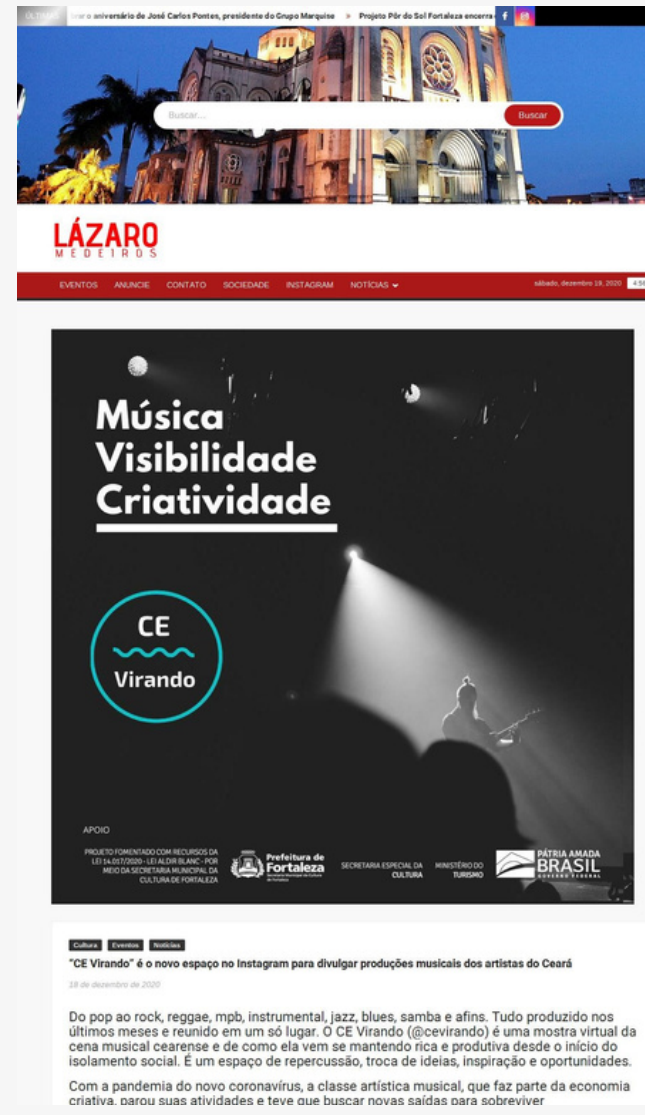 ÚLTIMAS
aniversário de José Carlos Pontes, presidente do Grupo Marquise » Projeto Pôr do Sol Fortaleza encerra
Buscar...
Buscar
LÁZARO
MEDEIROS
EVENTOS ANUNCIE CONTATO SOCIEDADE INSTAGRAM NOTÍCIAS
sábado, dezembro 19, 2020
Música
Visibilidade
Criatividade
CE
Virando
APOIO
PROJETO FOMENTADO COM RECURSOS DA
LEI 14.017/2020 - LEI ALDIR BLANC - POR
MEIO DA SECRETARIA MUNICIPAL DA
CULTURA DE FORTALEZA
Prefeitura de
Fortaleza
Secretaria Municipal da Cultura
de Fortaleza
SECRETARIA ESPECIAL DA
CULTURA
MINISTÉRIO DO
TURISMO
PÁTRIA AMADA
BRASIL
GOVERNO FEDERAL
Cultura Eventos Notícias
“CE Virando” é o novo espaço no Instagram para divulgar produções musicais dos artistas do Ceará
18 de dezembro de 2020
Do pop ao rock, reggae, mpb, instrumental, jazz, blues, samba e afins. Tudo produzido nos
últimos meses e reunido em um só lugar. O CE Virando (@cevirando) é uma mostra virtual da
cena musical cearense e de como ela vem se mantendo rica e produtiva desde o início do
isolamento social. É um espaço de repercussão, troca de ideias, inspiração e oportunidades.
Com a pandemia do novo coronavírus, a classe artística musical, que faz parte da economia
criativa, parou suas atividades e teve que buscar novas saídas para sobreviver